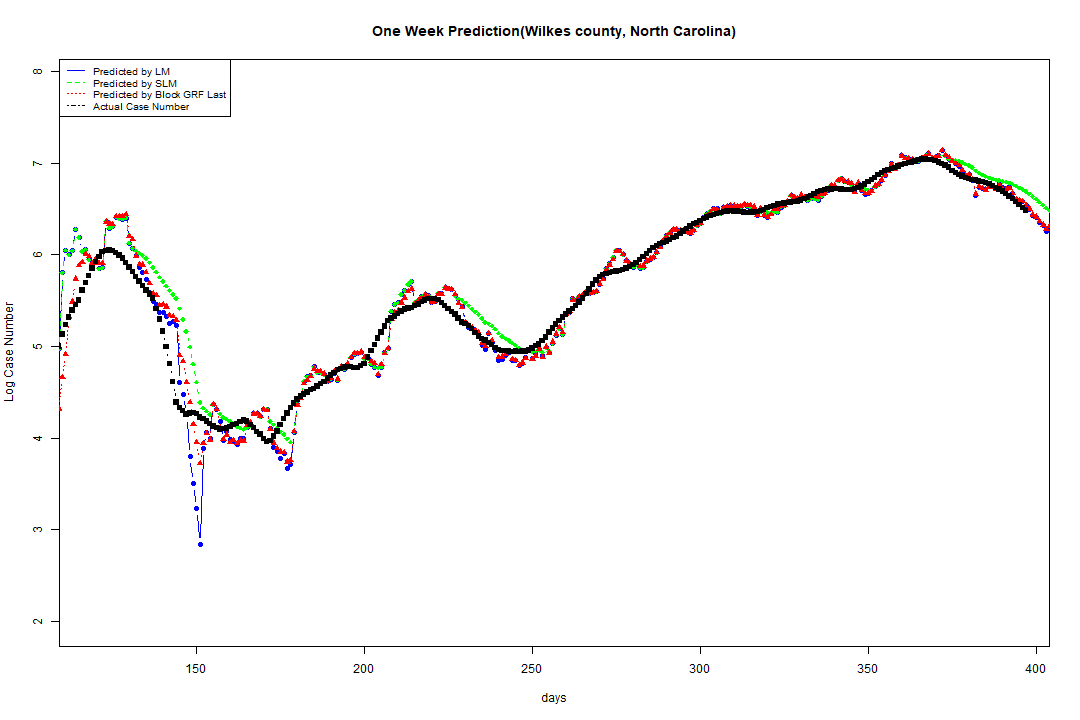 One Week Prediction(Wilkes county, North Carolina)
Predicted by LM
Predicted by SLM
Predicted by Block GRF Last
Actual Case Number
8
7
6
5
4
3
2
Log Case Number
150
200
250
300
350
400
days